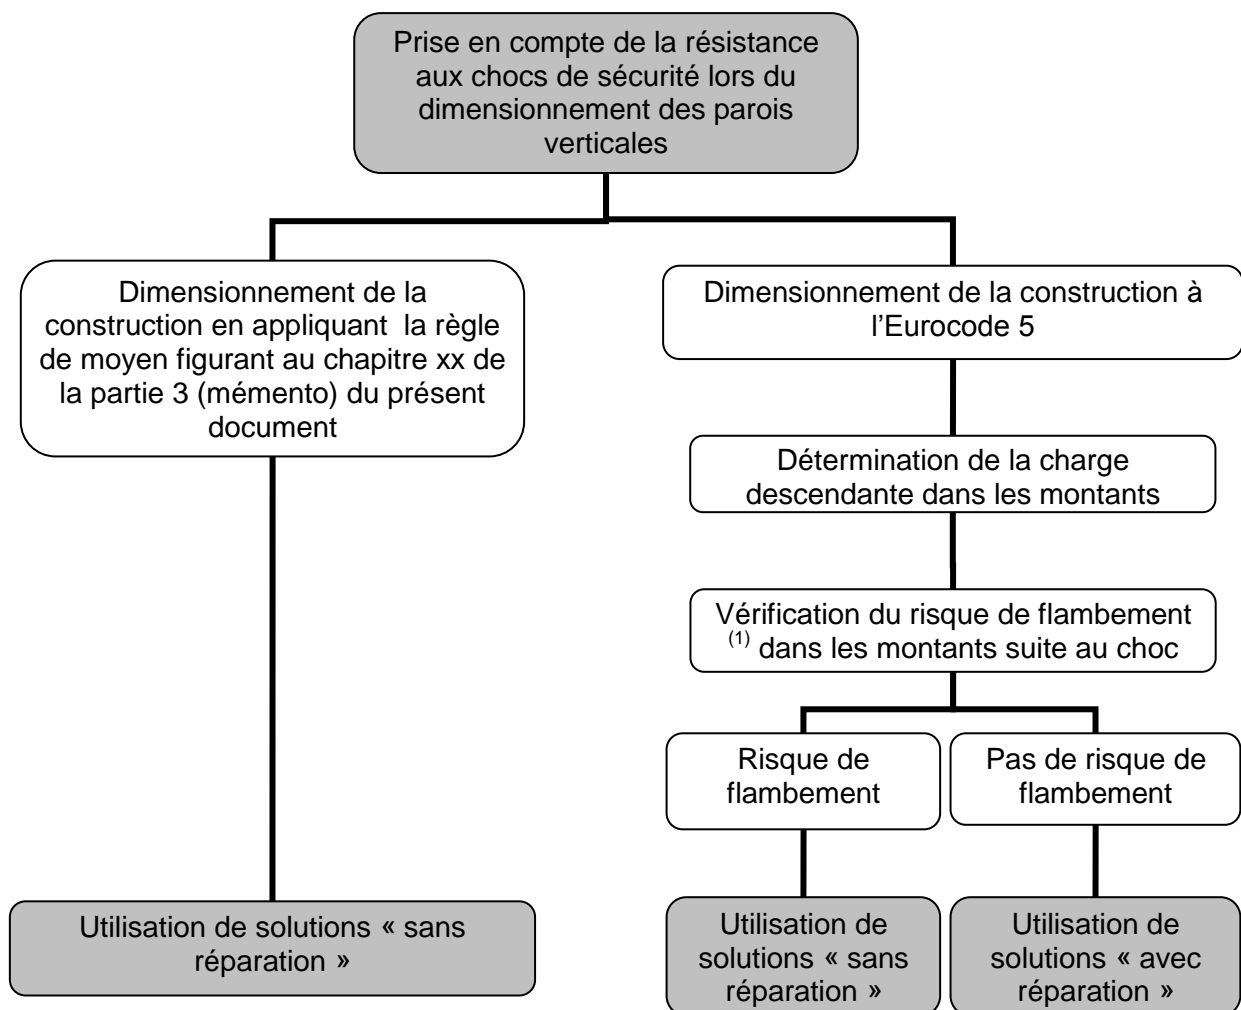 Prise en compte de la résistance
aux chocs de sécurité lors du
dimensionnement des parois
verticales
Dimensionnement de la
construction en appliquant la règle
de moyen figurant au chapitre xx de
la partie 3 (mémento) du présent
document
Dimensionnement de la construction à
l’Eurocode 5
Détermination de la charge
descendante dans les montants
Vérification du risque de flambement
(1) dans les montants suite au choc
Risque de
flambement
Pas de risque de
flambement
Utilisation de solutions « sans
réparation »
Utilisation de
solutions « sans
réparation »
Utilisation de
solutions « avec
réparation »